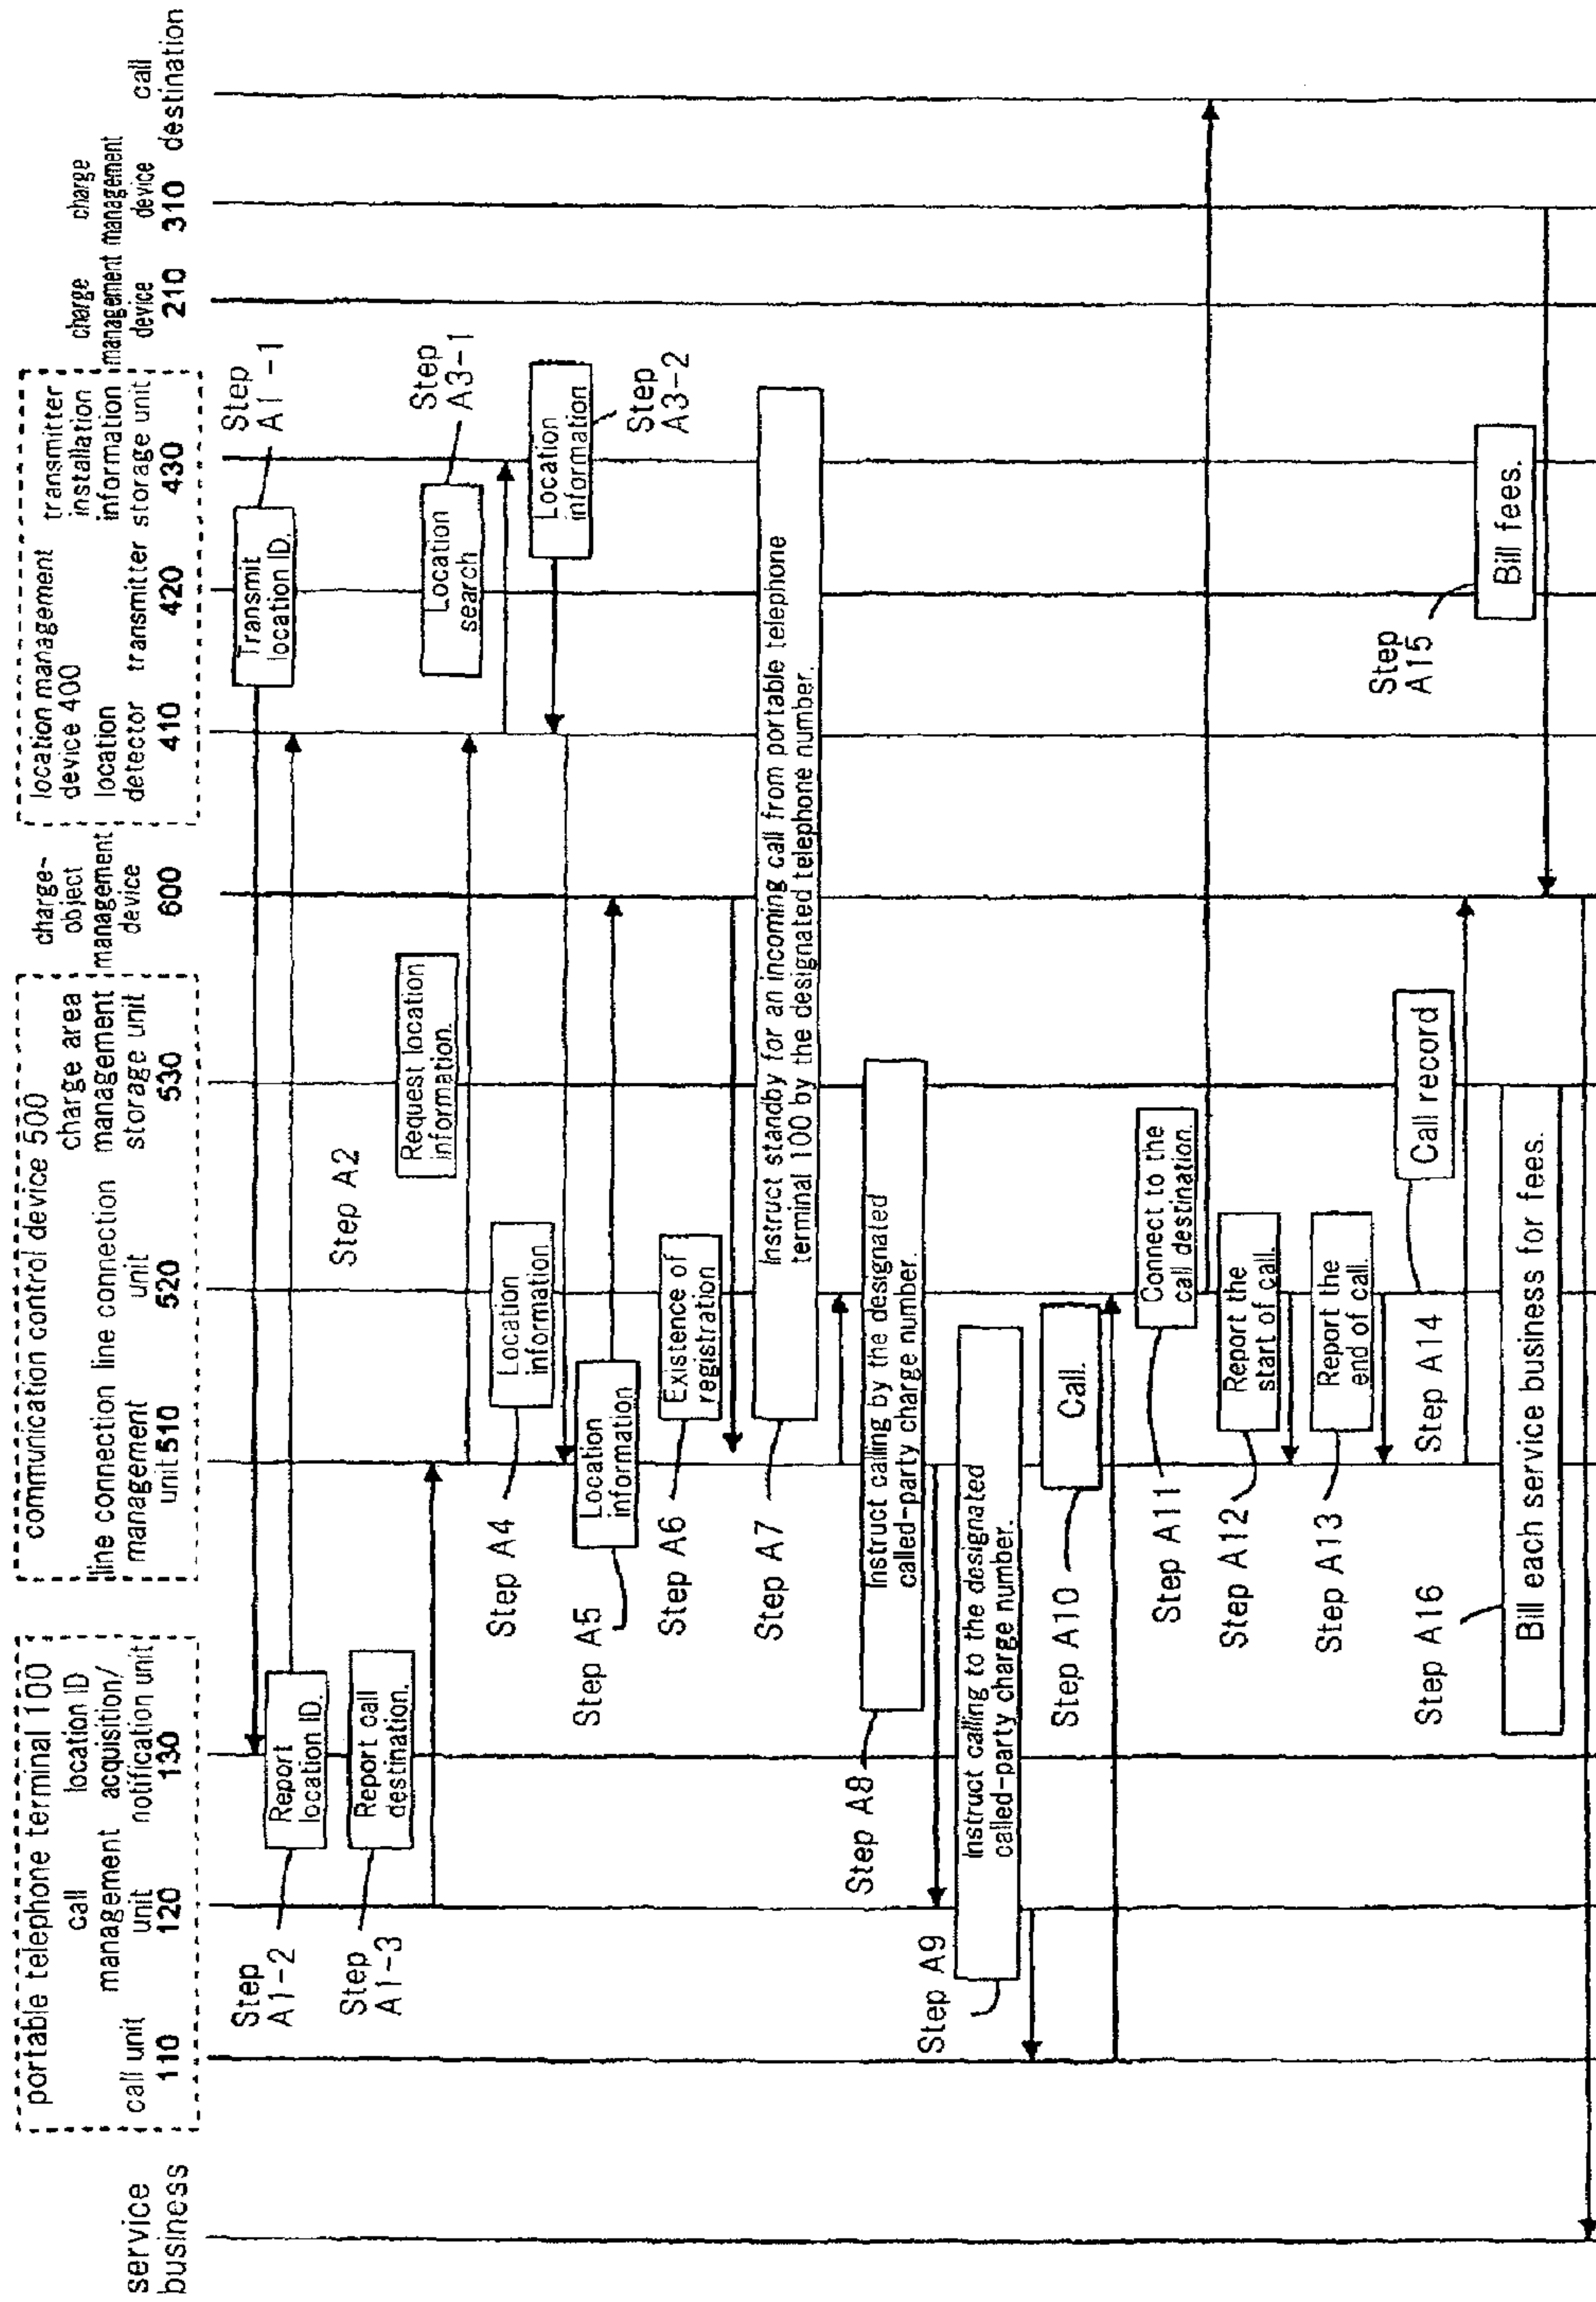 service
business
portable telephone terminal 100
call unit
110
call
management
unit
120
location ID
acquisition/
notification unit
130
communication control device 500
line connection
management
unit 510
line connection
unit
520
charge area
management
storage unit
530
charge-
object
management
device
600
location management
device 400
location
detector
410
transmitter
420
transmitter
installation
information
storage unit
430
charge
management
device
210
charge
management
device
310
call
destination
Step
A1-1
Transmit
location ID.
Step
A1-2
Report
location ID.
Step
A1-3
Report call
destination.
Step A2
Request location
information.
Step
A3-1
Location
search
Location
information
Step
A3-2
Step A4
Location
information
Step A5
Location
information
Step A6
Existence of
registration
Step A7
Instruct standby for an incoming call from portable telephone
terminal 100 by the designated telephone number.
Step A8
Instruct calling by the designated
called-party charge number.
Step A9
Instruct calling to the designated
called-party charge number.
Step A10
Call.
Step A11
Connect to the
call destination.
Step A12
Report the
start of call.
Step A13
Report the
end of call.
Step A14
Call record
Step
A15
Bill fees.
Step A16
Bill each service business for fees.